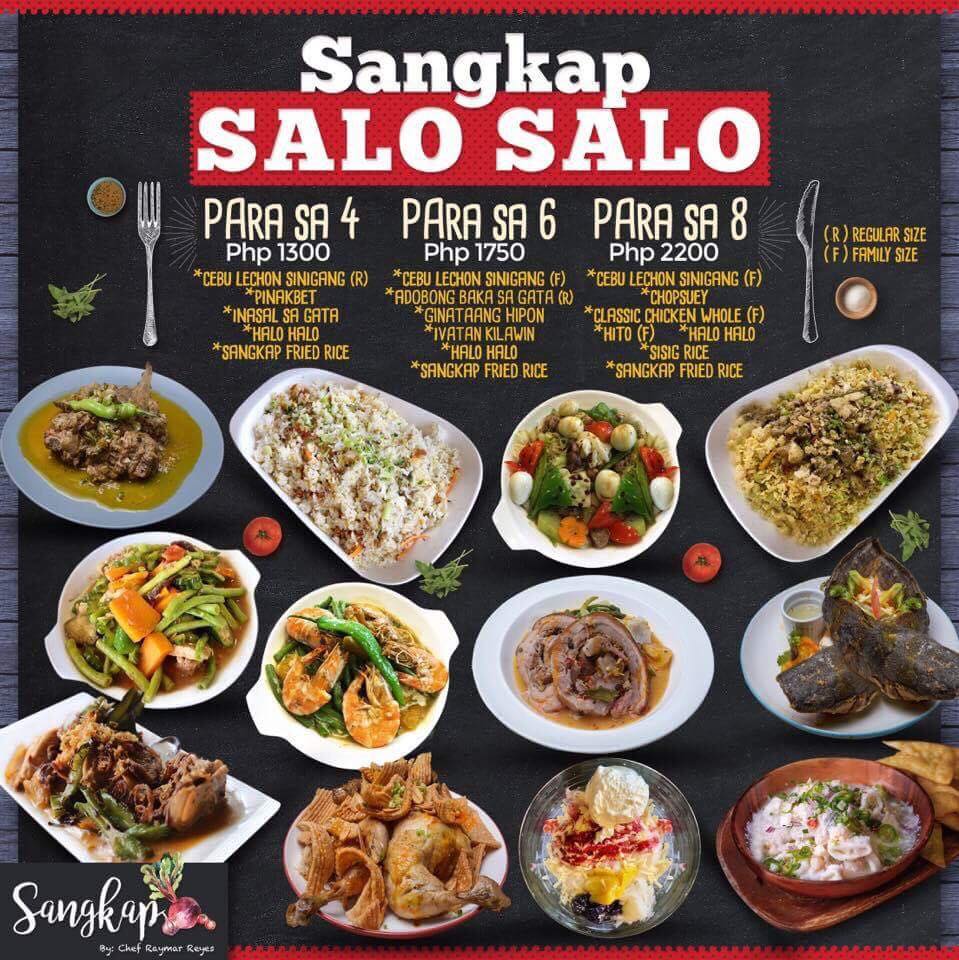 Sangkap
SALO SALO
PARA SA 4
Php 1300
*CEBU LECHON SINIGANG (R)
*PINAKBET
*INASAL SA GATA
*HALO HALO
*SANGKAP FRIED RICE
PARA SA 6
Php 1750
*CEBU LECHON SINIGANG (F)
*ADOBONG BAKA SA GATA (R)
*GINATAANG HIPON
*IVATAN KILAWIN
*HALO HALO
*SANGKAP FRIED RICE
PARA SA 8
Php 2200
*CEBU LECHON SINIGANG (F)
*CHOPSUEY
*CLASSIC CHICKEN WHOLE (F)
*HITO (F) *HALO HALO
*SISIG RICE
*SANGKAP FRIED RICE
( R ) REGULAR SIZE
( F ) FAMILY SIZE
Sangkap
By: Chef Raymar Reyes